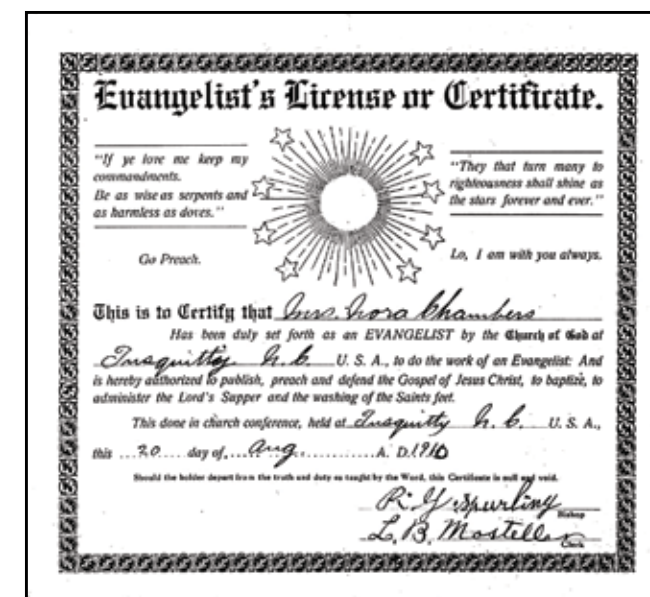 Evangelist's License or Certificate.
"If ye love me keep my
commandments.
Be as wise as serpents and
as harmless as doves."
Go Preach.
"They that turn many to
righteousness shall shine as
the stars forever and ever."
Lo, I am with you always.
This is to Certify that Mrs. Nora Chambers
Has been duly set forth as an EVANGELIST by the Church of God at
Tusquittey N. C. U. S. A., to do the work of an Evangelist: And
is hereby authorized to publish, preach and defend the Gospel of Jesus Christ, to baptize, to
administer the Lord's Supper and the washing of the Saints feet.
This done in church conference, held at Tusquitty N. C. U. S. A.,
this 20 day of, Aug. A. D. 1910
Should the holder depart from the truth and duty as taught by the Word, this Certificate is null and void.
R. G. Spurling Bishop
L. B. Mosteller Clerk